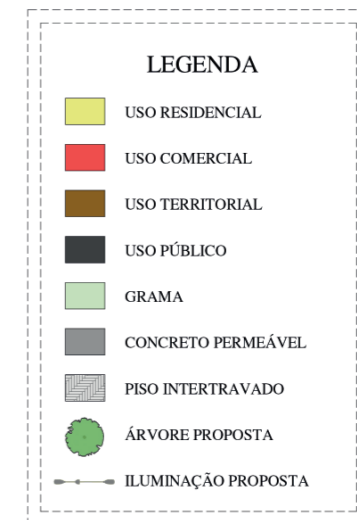 LEGENDA
USO RESIDENCIAL
USO COMERCIAL
USO TERRITORIAL
USO PÚBLICO
GRAMA
CONCRETO PERMEÁVEL
PISO INTERTRAVADO
ÁRVORE PROPOSTA
ILUMINAÇÃO PROPOSTA